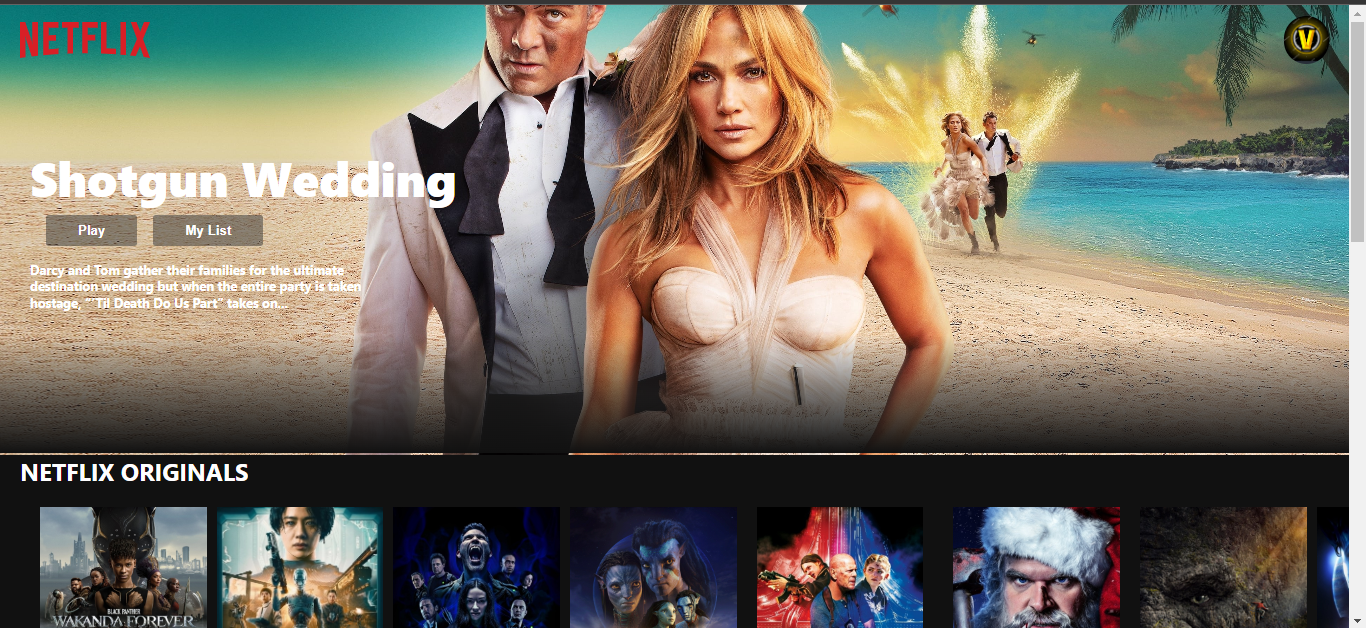 NETFLIX
V
Shotgun Wedding
Play
My List
Darcy and Tom gather their families for the ultimate
destination wedding but when the entire party is taken
hostage, "'Til Death Do Us Part" takes on...
NETFLIX ORIGINALS
BLACK PANTHER
WAKANDA FOREVER